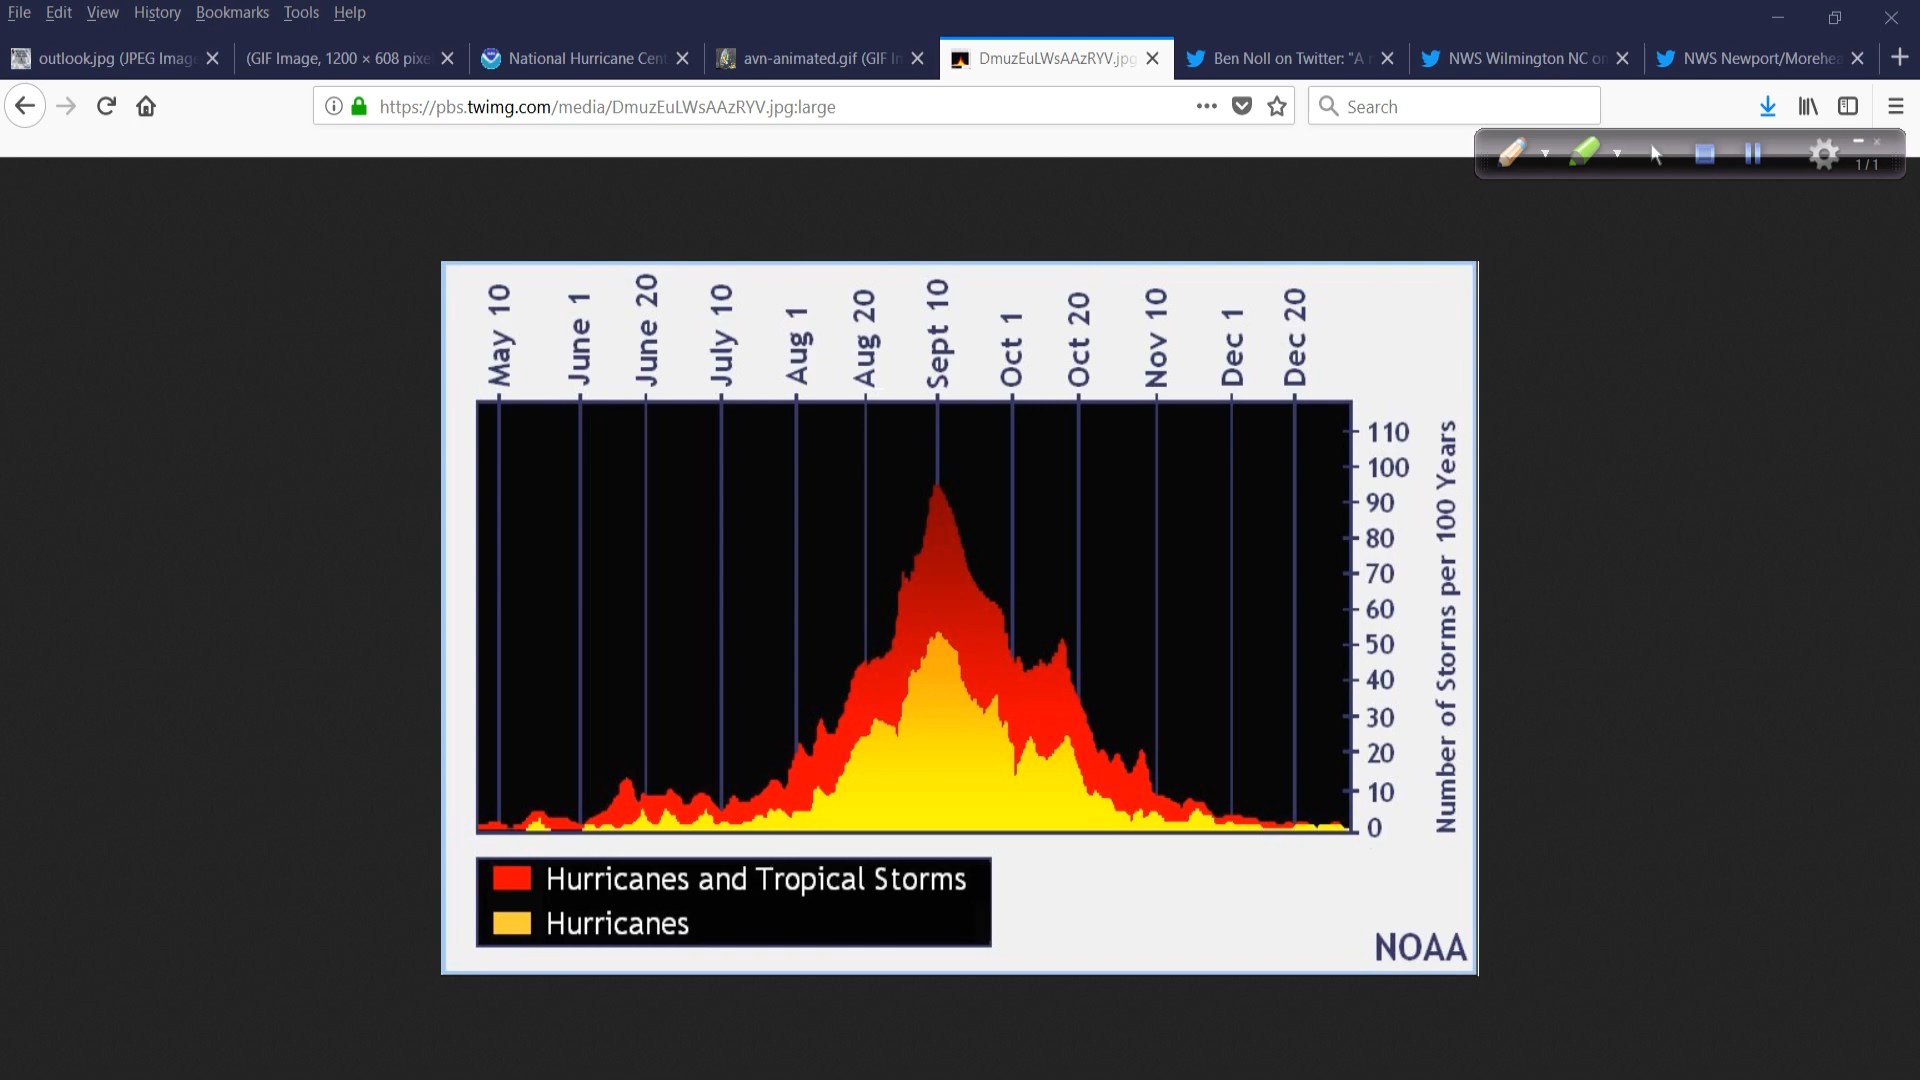 File Edit View History Bookmarks Tools Help
outlook.jpg (JPEG Imag
(GIF Image, 1200 × 608 pixe
National Hurricane Cent
avn-animated.gif (GIF In
DmuzEuLWsAAzRYV.jpg
Ben Noll on Twitter: "A r
NWS Wilmington NC on
NWS Newport/Morehea
https://pbs.twimg.com/media/DmuzEuLWsAAzRYV.jpg:large
Search
1/1
May 10
June 1
June 20
July 10
Aug 1
Aug 20
Sept 10
Oct 1
Oct 20
Nov 10
Dec 1
Dec 20
110
100
90
80
70
60
50
40
30
20
10
0
Number of Storms per 100 Years
Hurricanes and Tropical Storms
Hurricanes
NOAA